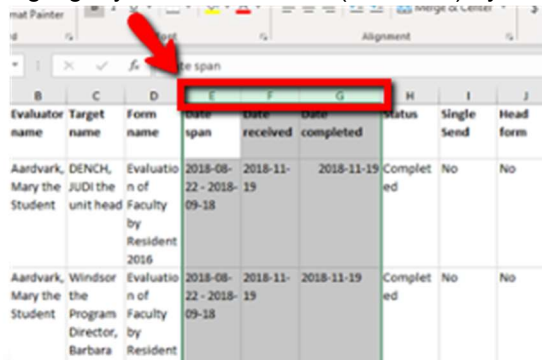 mat Painter
Merge & Center
Alignment
te span
B C D E F G H I J
Evaluator Target Form Date Date Date Status Single Head
name name name span received completed Send form
Aardvark, DENCH, Evaluatio 2018-08- 2018-11- 2018-11-19 Complet No No
Mary the JUDI the n of 22 - 2018- 19 ed
Student unit head Faculty 09-18
by
Resident
2016
Aardvark, Windsor Evaluatio 2018-08- 2018-11- 2018-11-19 Complet No No
Mary the the n of 22 - 2018- 19 ed
Student Program Faculty 09-18
Director, by
Barbara Resident